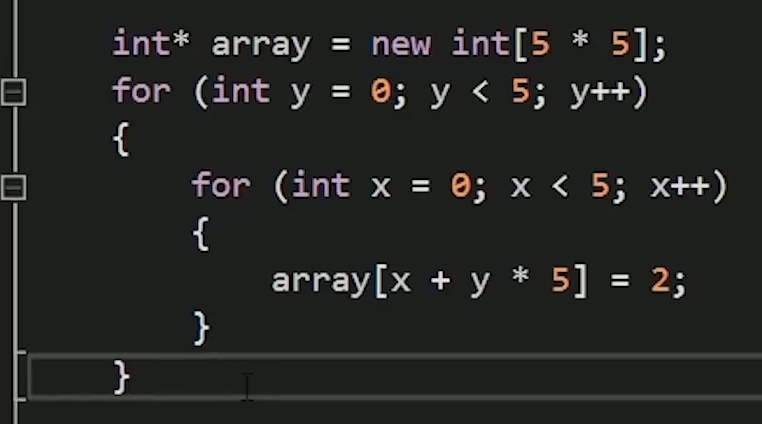 int* array = new int[5 * 5];
for (int y = 0; y < 5; y++)
{
for (int x = 0; x < 5; x++)
{
array[x + y * 5] = 2;
}
}